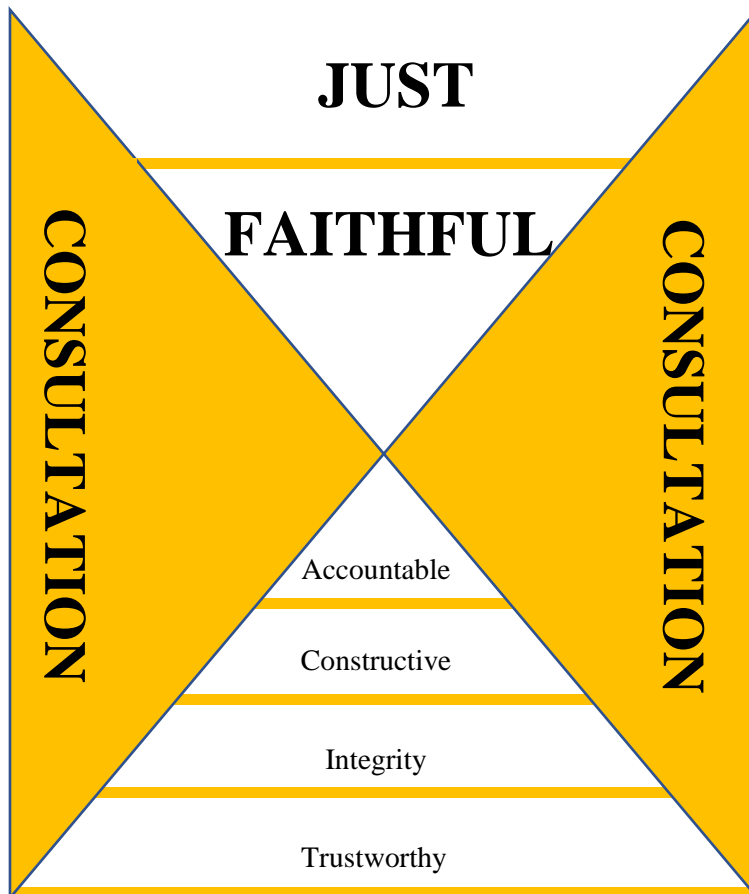 JUST
FAITHFUL
CONSULTATION
CONSULTATION
Accountable
Constructive
Integrity
Trustworthy